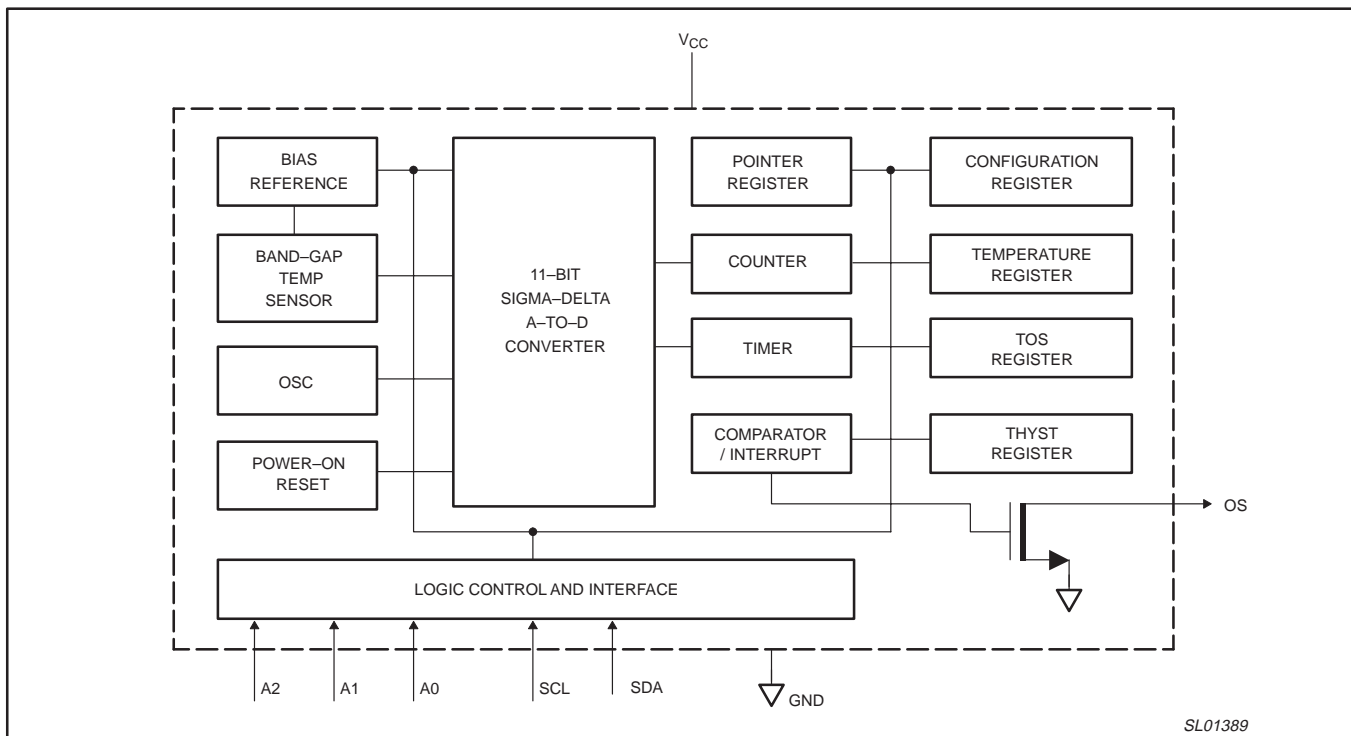 VCC
BIAS
REFERENCE
BAND–GAP
TEMP
SENSOR
OSC
POWER–ON
RESET
11–BIT
SIGMA–DELTA
A–TO–D
CONVERTER
POINTER
REGISTER
CONFIGURATION
REGISTER
COUNTER
TEMPERATURE
REGISTER
TIMER
TOS
REGISTER
COMPARATOR
/ INTERRUPT
THYST
REGISTER
OS
LOGIC CONTROL AND INTERFACE
A2
A1
A0
SCL
SDA
GND
SL01389